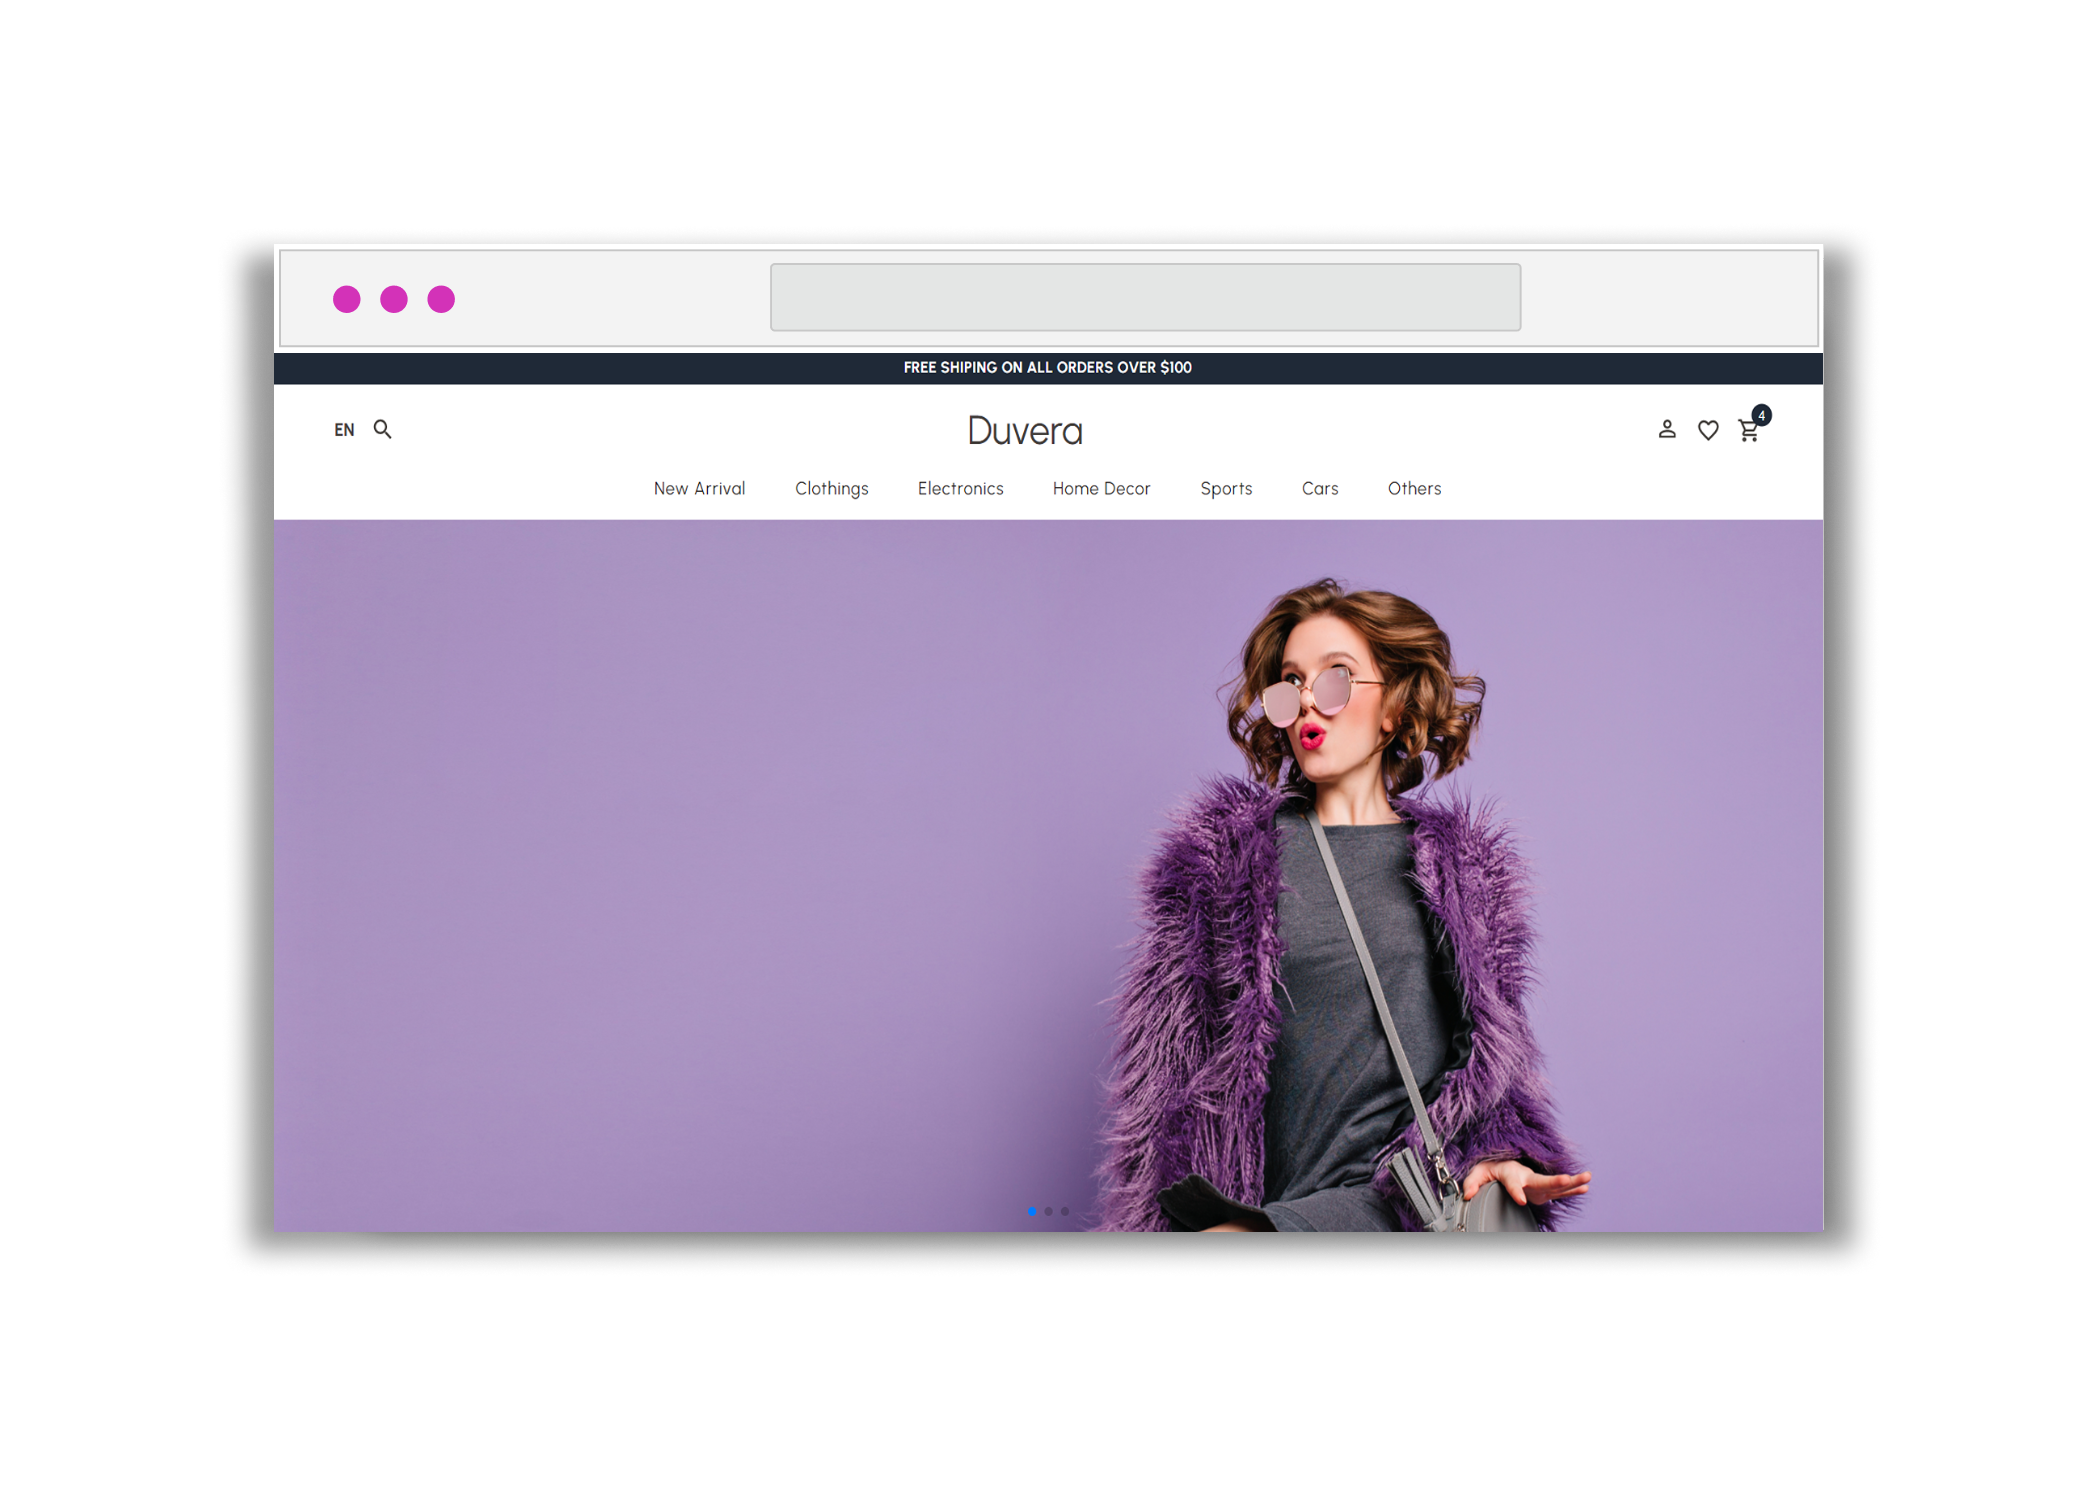 FREE SHIPING ON ALL ORDERS OVER $100
EN
Duvera
4
New Arrival Clothings Electronics Home Decor Sports Cars Others